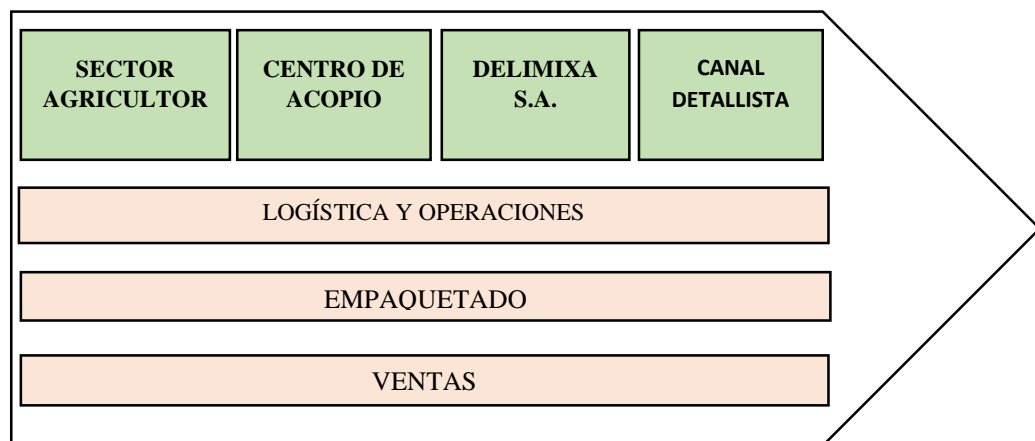 SECTOR
AGRICULTOR
CENTRO DE
ACOPIO
DELIMIXA
S.A.
CANAL
DETALLISTA
LOGÍSTICA Y OPERACIONES
EMPAQUETADO
VENTAS